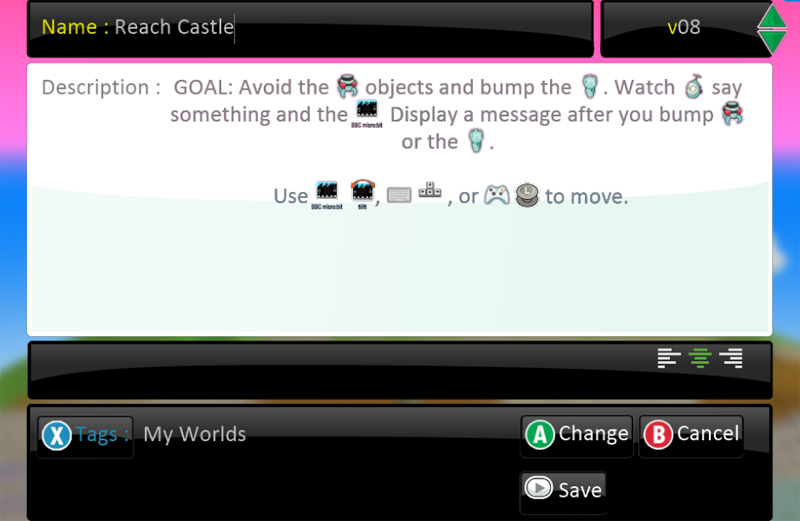 Name : Reach Castle
v08
Description : GOAL: Avoid the objects and bump the . Watch say
something and the BBC micro:bit Display a message after you bump
or the .
Use BBC micro:bit tilt , , or to move.
X Tags : My Worlds
A Change B Cancel
Save